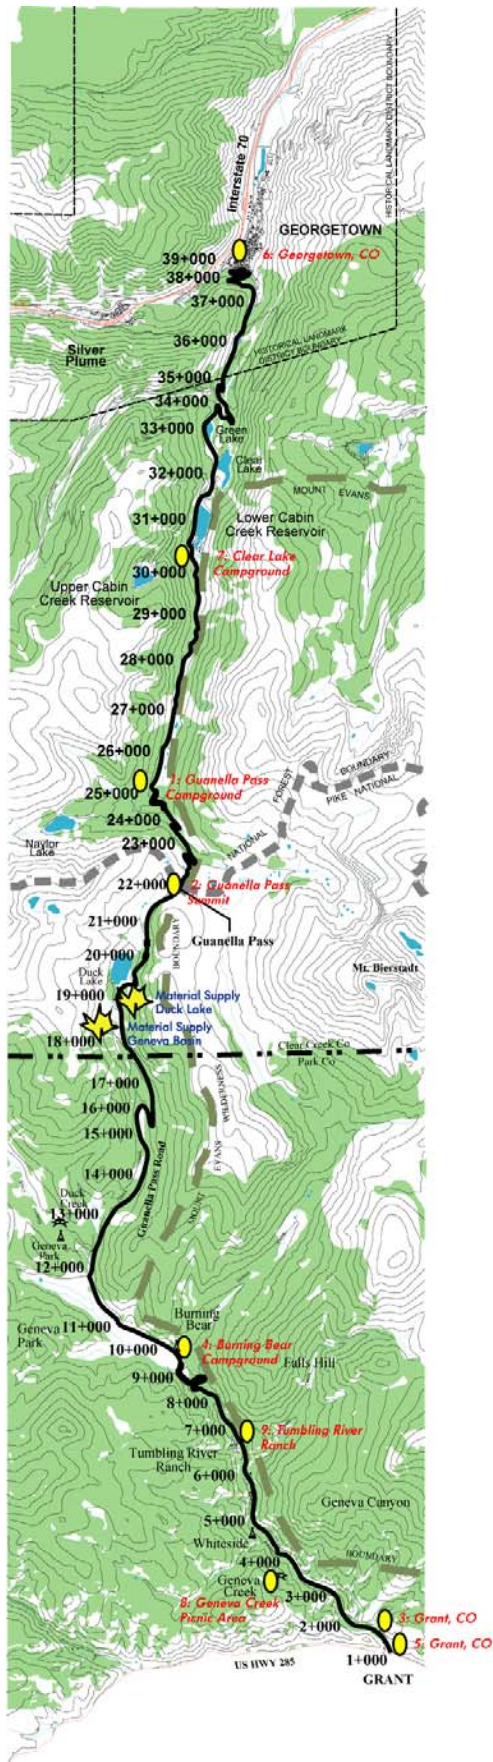 HISTORICAL LANDMARK DISTRICT BOUNDARY
Interstate 70
GEORGETOWN
39+000
6: Georgetown, CO
38+000
37+000
36+000
HISTORICAL LANDMARK
DISTRICT BOUNDARY
Silver
Plume
35+000
34+000
33+000
Green
Lake
Clear
Lake
32+000
MOUNT EVANS
31+000
Lower Cabin
Creek Reservoir
7: Clear Lake
Campground
30+000
Upper Cabin
Creek Reservoir
29+000
28+000
27+000
26+000
1: Guanella Pass
Campground
25+000
24+000
Naylor
Lake
23+000
NATIONAL FOREST BOUNDARY
PIKE NATIONAL
22+000
2: Guanella Pass
Summit
21+000
Guanella Pass
BOUNDARY
20+000
Duck
Lake
Mt. Bierstadt
19+000
Material Supply
Duck Lake
Material Supply
Geneva Basin
18+000
Clear Creek Co
Park Co
17+000
WILDERNESS
16+000
15+000
EVANS
14+000
Guanella Pass Road
MOUNT
Duck
Creek
13+000
Geneva
Park
12+000
Geneva
Park
11+000
Burning
Bear
10+000
4: Burning Bear
Campground
Falls Hill
9+000
8+000
7+000
9: Tumbling River
Ranch
Tumbling River
Ranch
6+000
Geneva Canyon
5+000
Whiteside
4+000
BOUNDARY
Geneva
Creek
3+000
8: Geneva Creek
Picnic Area
3: Grant, CO
2+000
5: Grant, CO
1+000
US HWY 285
GRANT